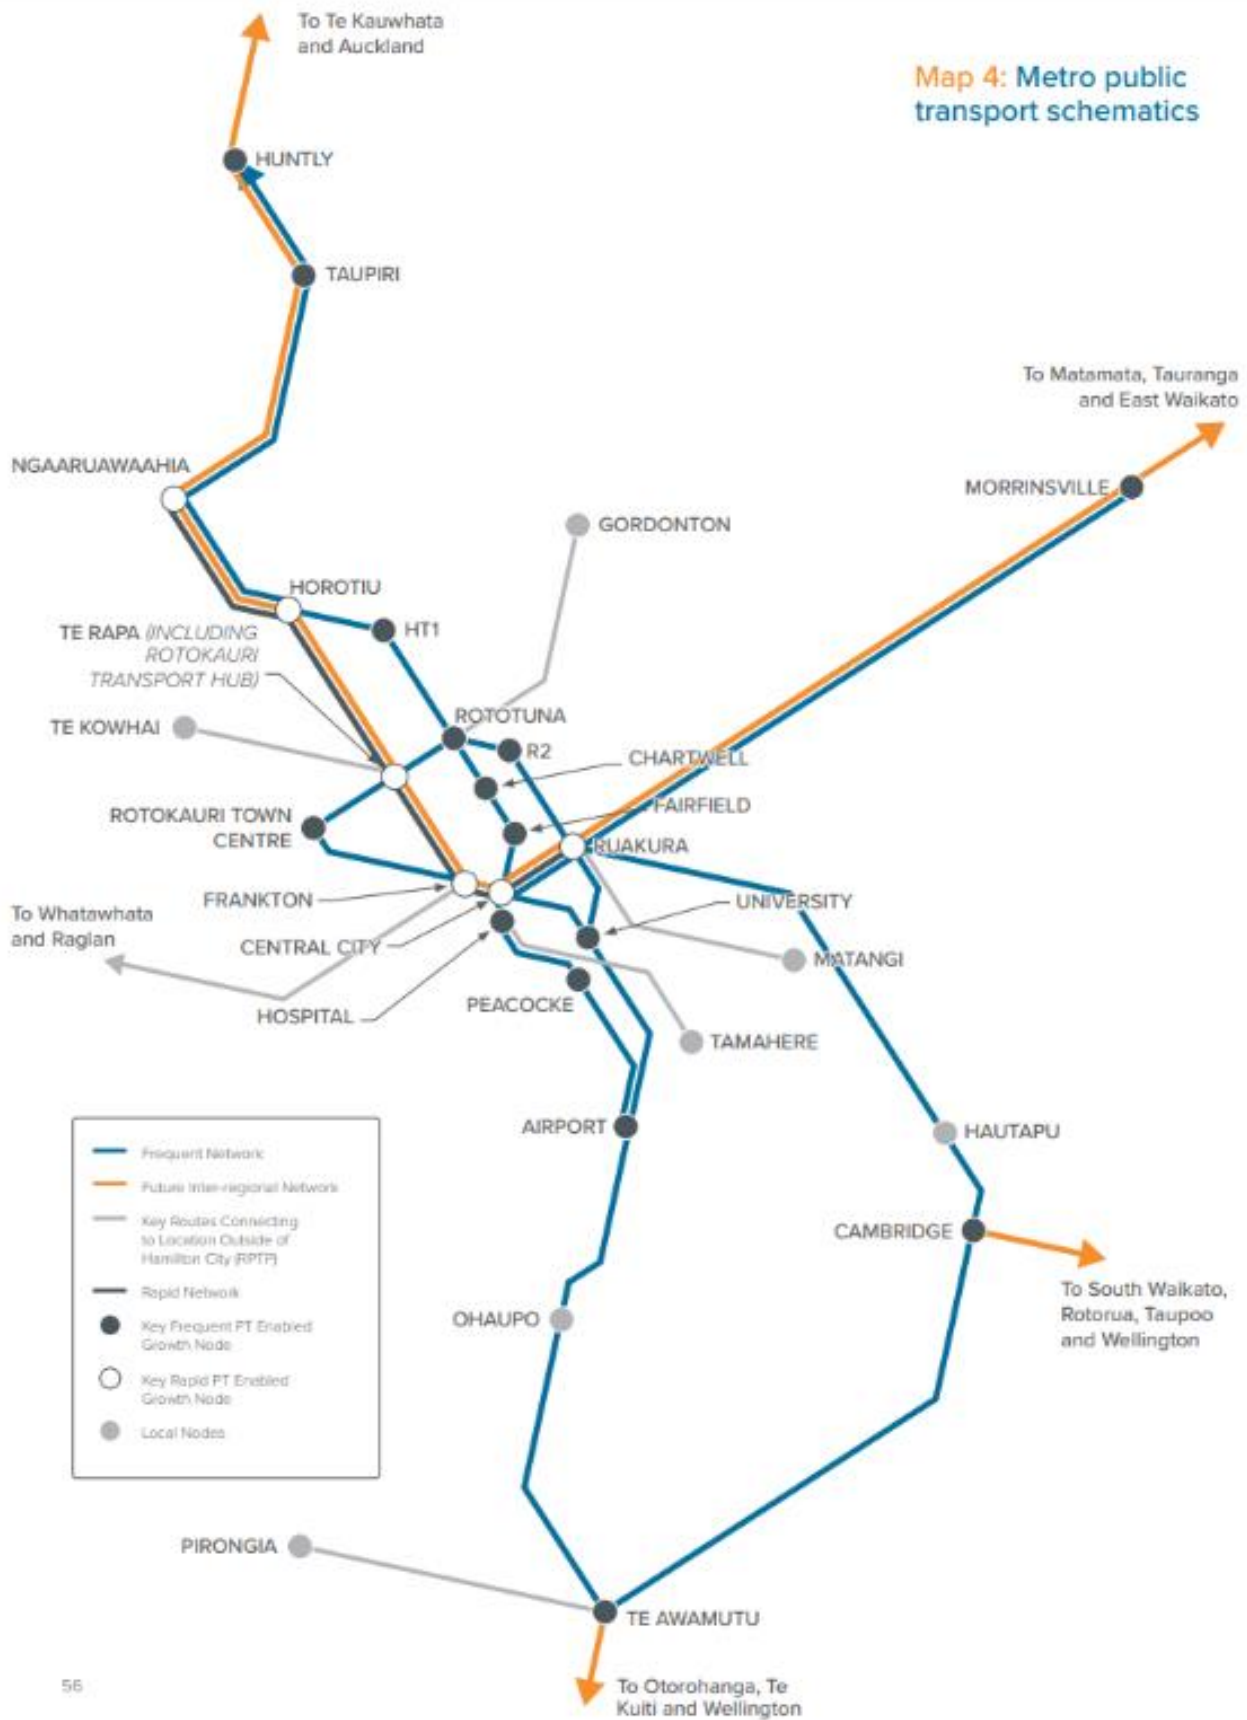 To Te Kauwhata
and Auckland
Map 4: Metro public
transport schematics
HUNTLY
TAUPIRI
To Matamata, Tauranga
and East Waikato
NGAARUAWAAHIA
MORRINSVILLE
GORDONTON
HOROTIU
TE RAPA (INCLUDING
ROTOKAURI
TRANSPORT HUB)
HT1
TE KOWHAI
ROTOTUNA
R2
CHARTWELL
ROTOKAURI TOWN
CENTRE
FAIRFIELD
RUAKURA
FRANKTON
UNIVERSITY
To Whatawhata
and Raglan
CENTRAL CITY
MATANGI
PEACOCKE
HOSPITAL
TAMAHERE
AIRPORT
HAUTAPU
Frequent Network
Future Inter-regional Network
Key Routes Connecting
to Location Outside of
Hamilton City (RPTP)
Rapid Network
Key Frequent PT Enabled
Growth Node
Key Rapid PT Enabled
Growth Node
Local Nodes
CAMBRIDGE
To South Waikato,
Rotorua, Taupoo
and Wellington
OHAUPO
PIRONGIA
TE AWAMUTU
56
To Otorohanga, Te
Kuiti and Wellington